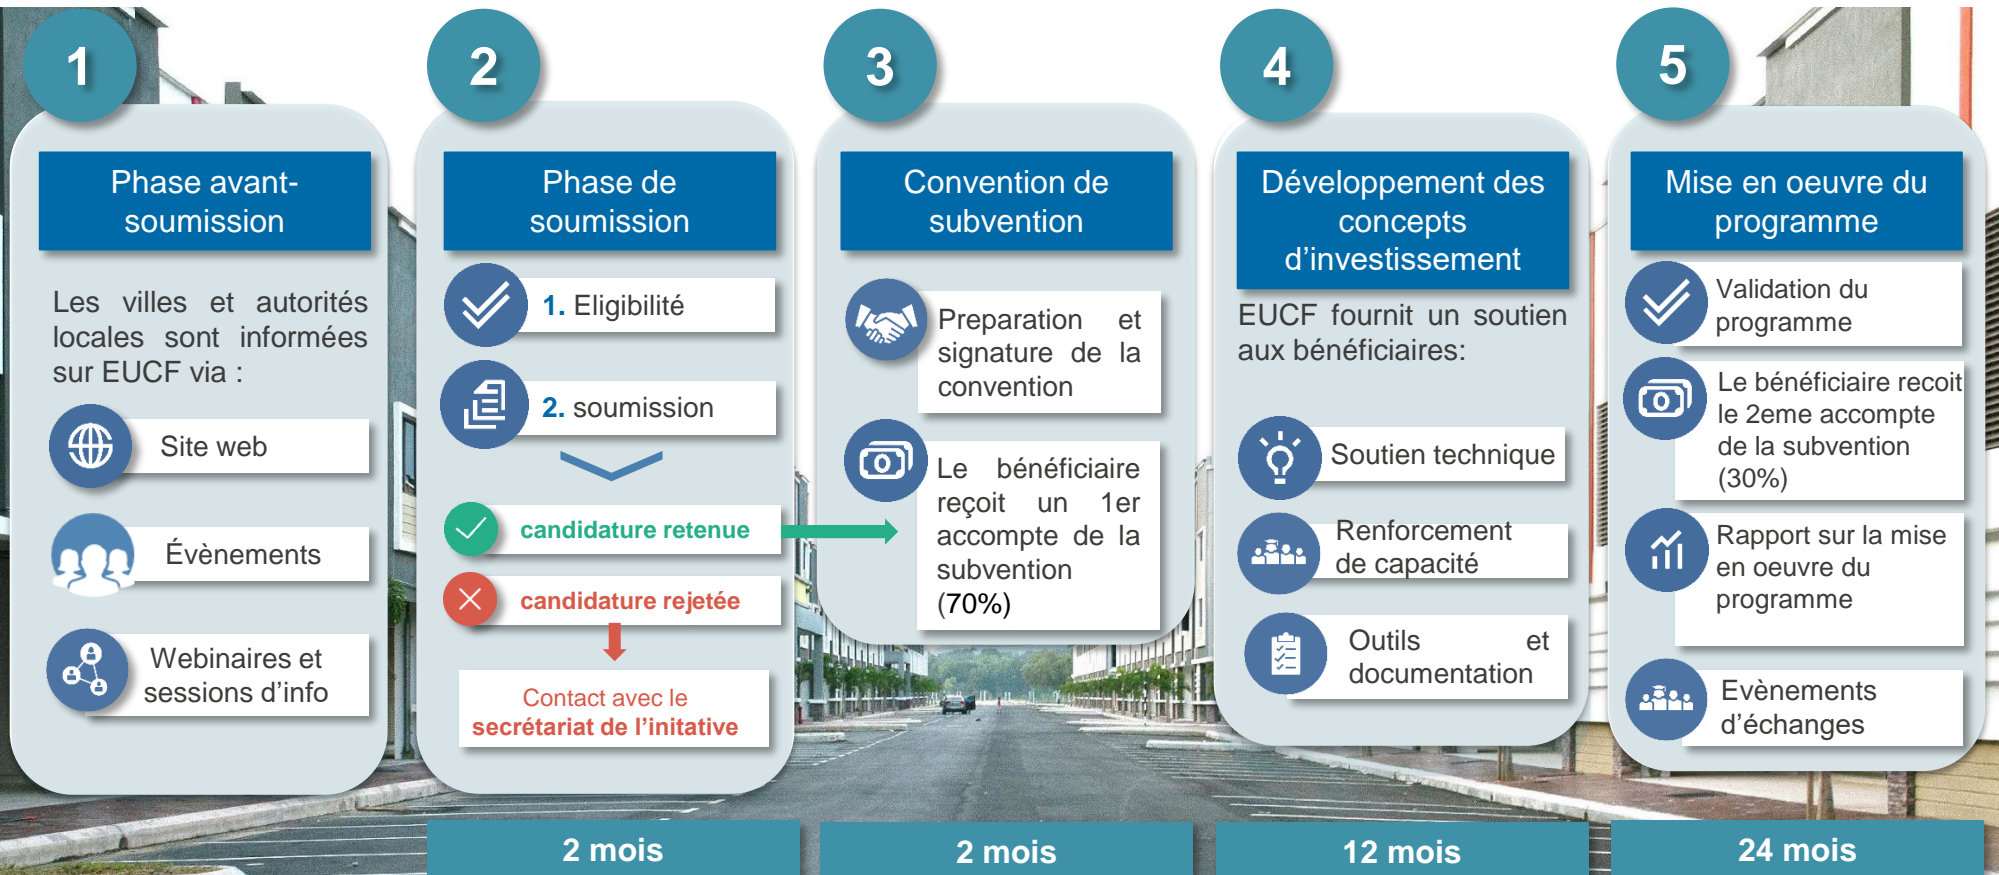 1
Phase avant-
soumission
Les villes et autorités
locales sont informées
sur EUCF via :
Site web
Évènements
Webinaires et
sessions d’info
2
Phase de
soumission
1. Eligibilité
2. soumission
candidature retenue
candidature rejetée
Contact avec le
secrétariat de l’initative
2 mois
3
Convention de
subvention
Preparation et
signature de la
convention
Le bénéficiaire
reçoit un 1er
accompte de la
subvention
(70%)
2 mois
4
Développement des
concepts
d’investissement
EUCF fournit un soutien
aux bénéficiaires:
Soutien technique
Renforcement
de capacité
Outils et
documentation
12 mois
5
Mise en oeuvre du
programme
Validation du
programme
Le bénéficiaire recoit
le 2eme accompte
de la subvention
(30%)
Rapport sur la mise
en oeuvre du
programme
Evènements
d’échanges
24 mois